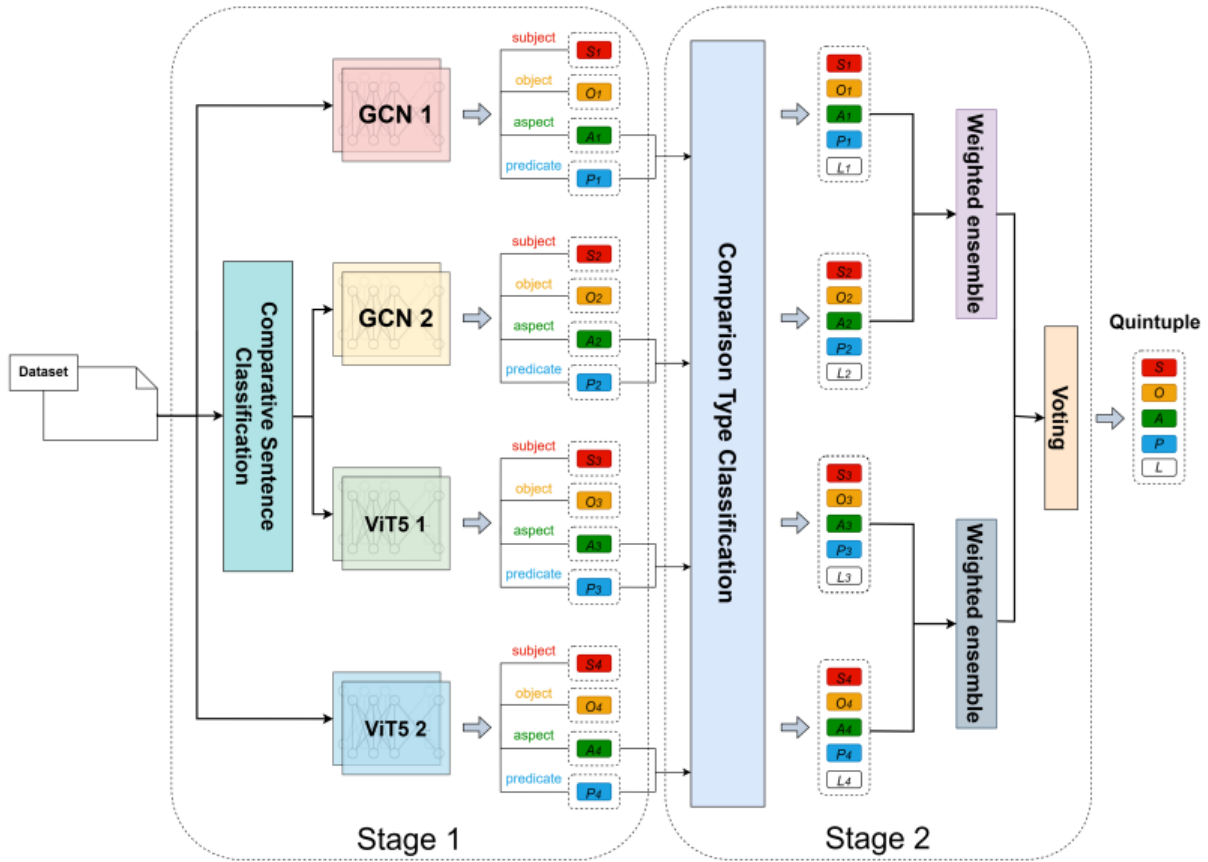 Dataset
Comparative Sentence
Classification
GCN 1
subject
S1
object
O1
aspect
A1
predicate
P1
GCN 2
subject
S2
object
O2
aspect
A2
predicate
P2
ViT5 1
subject
S3
object
O3
aspect
A3
predicate
P3
ViT5 2
subject
S4
object
O4
aspect
A4
predicate
P4
Stage 1
Comparison Type Classification
S1
O1
A1
P1
L1
S2
O2
A2
P2
L2
S3
O3
A3
P3
L3
S4
O4
A4
P4
L4
Weighted ensemble
Weighted ensemble
Voting
Stage 2
Quintuple
S
O
A
P
L